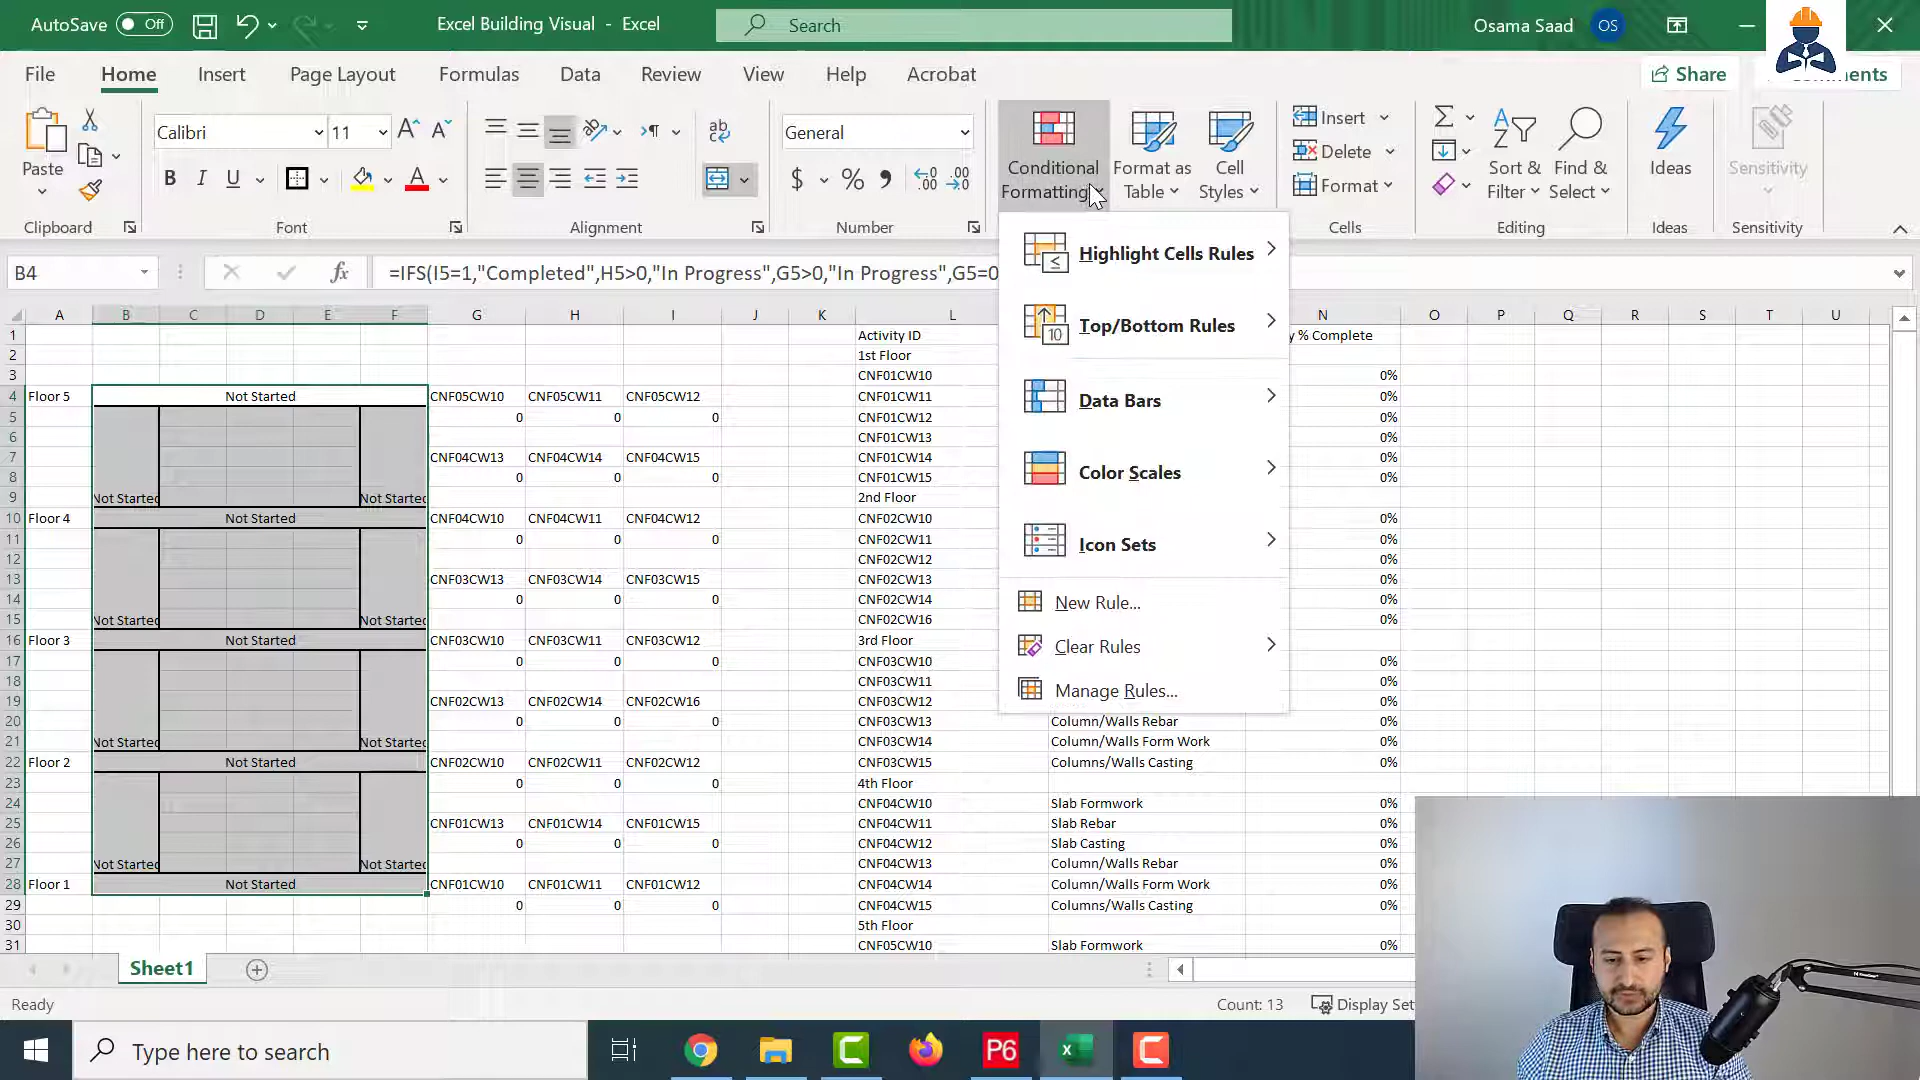 AutoSave Off Excel Building Visual - Excel Search Osama Saad OS
File Home Insert Page Layout Formulas Data Review View Help Acrobat Share
Paste Calibri 11 General Conditional Formatting Format as Table Cell Styles Insert Delete Format Sort & Filter Find & Select Ideas Sensitivity
Clipboard Font Alignment Number Cells Editing Ideas Sensitivity
B4 fx =IFS(I5=1,"Completed",H5>0,"In Progress",G5>0,"In Progress",G5=0
Highlight Cells Rules
Top/Bottom Rules
Data Bars
Color Scales
Icon Sets
New Rule...
Clear Rules
Manage Rules...
A B C D E F G H I J K L N O P Q R S T U
1 Activity ID y % Complete
2 1st Floor
3 CNF01CW10 0%
4 Floor 5 Not Started CNF05CW10 CNF05CW11 CNF05CW12 CNF01CW11 0%
5 0 0 0 CNF01CW12 0%
6 CNF01CW13 0%
7 CNF04CW13 CNF04CW14 CNF04CW15 CNF01CW14 0%
8 0 0 0 CNF01CW15 0%
9 Not Started Not Started 2nd Floor
10 Floor 4 Not Started CNF04CW10 CNF04CW11 CNF04CW12 CNF02CW10 0%
11 0 0 0 CNF02CW11 0%
12 CNF02CW12 0%
13 CNF03CW13 CNF03CW14 CNF03CW15 CNF02CW13 0%
14 0 0 0 CNF02CW14 0%
15 Not Started Not Started CNF02CW16 0%
16 Floor 3 Not Started CNF03CW10 CNF03CW11 CNF03CW12 3rd Floor
17 0 0 0 CNF03CW10 0%
18 CNF03CW11 0%
19 CNF02CW13 CNF02CW14 CNF02CW16 CNF03CW12 0%
20 0 0 0 CNF03CW13 Column/Walls Rebar 0%
21 Not Started Not Started CNF03CW14 Column/Walls Form Work 0%
22 Floor 2 Not Started CNF02CW10 CNF02CW11 CNF02CW12 CNF03CW15 Columns/Walls Casting 0%
23 0 0 0 4th Floor
24 CNF04CW10 Slab Formwork
25 CNF01CW13 CNF01CW14 CNF01CW15 CNF04CW11 Slab Rebar 0%
26 0 0 0 CNF04CW12 Slab Casting 0%
27 Not Started Not Started CNF04CW13 Column/Walls Rebar 0%
28 Floor 1 Not Started CNF01CW10 CNF01CW11 CNF01CW12 CNF04CW14 Column/Walls Form Work 0%
29 0 0 0 CNF04CW15 Columns/Walls Casting 0%
30 5th Floor
31 CNF05CW10 Slab Formwork 0%
Sheet1
Ready Count: 13 Display Set
Type here to search P6